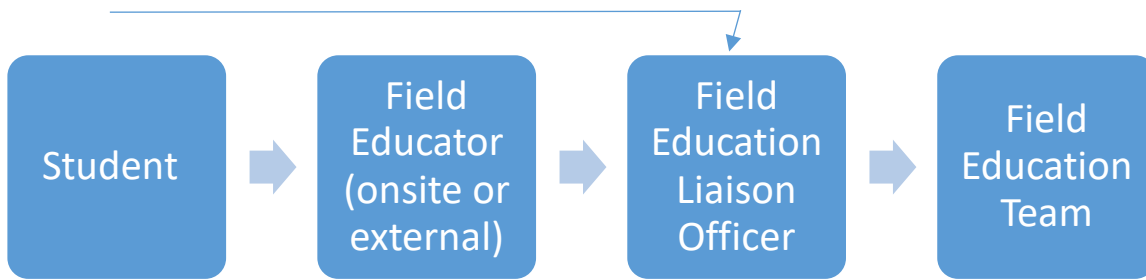 Student
Field
Educator
(onsite or
external)
Field
Education
Liaison
Officer
Field
Education
Team